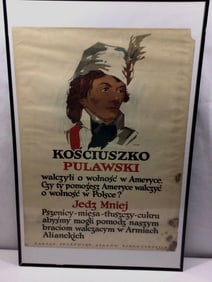 KOŚCIUSZKO
PULAWSKI
walczyli o wolność w Ameryce.
Czy ty pomożesz Ameryce walczyć
o wolność w Polsce?
Jedz Mniej
Pszenicy-mięsa-tłuszczy-cukru
abyśmy mogli pomódz naszym
braciom walczącym w Armiach
Alianckich